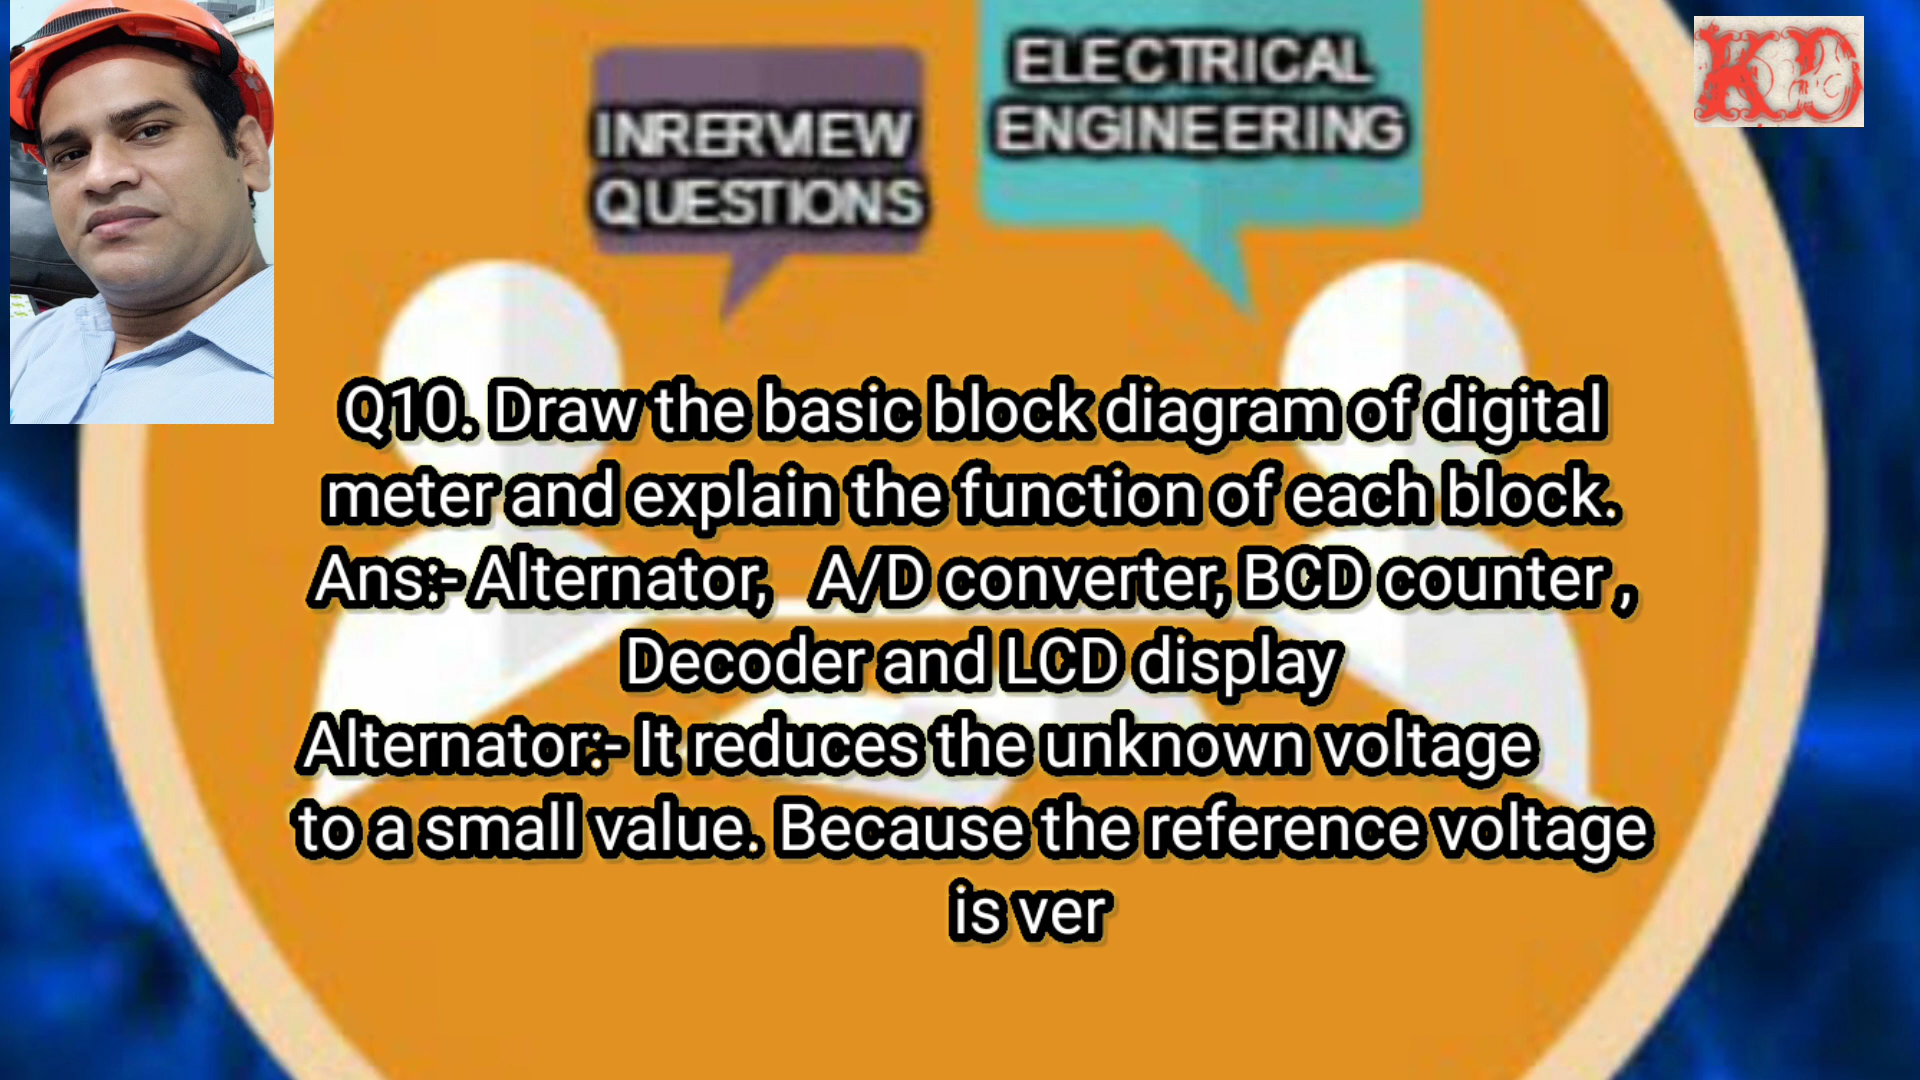 INRERVIEW
QUESTIONS
ELECTRICAL
ENGINEERING
KD
Q10. Draw the basic block diagram of digital
meter and explain the function of each block.
Ans:- Alternator, A/D converter, BCD counter ,
Decoder and LCD display
Alternator:- It reduces the unknown voltage
to a small value. Because the reference voltage
is ver